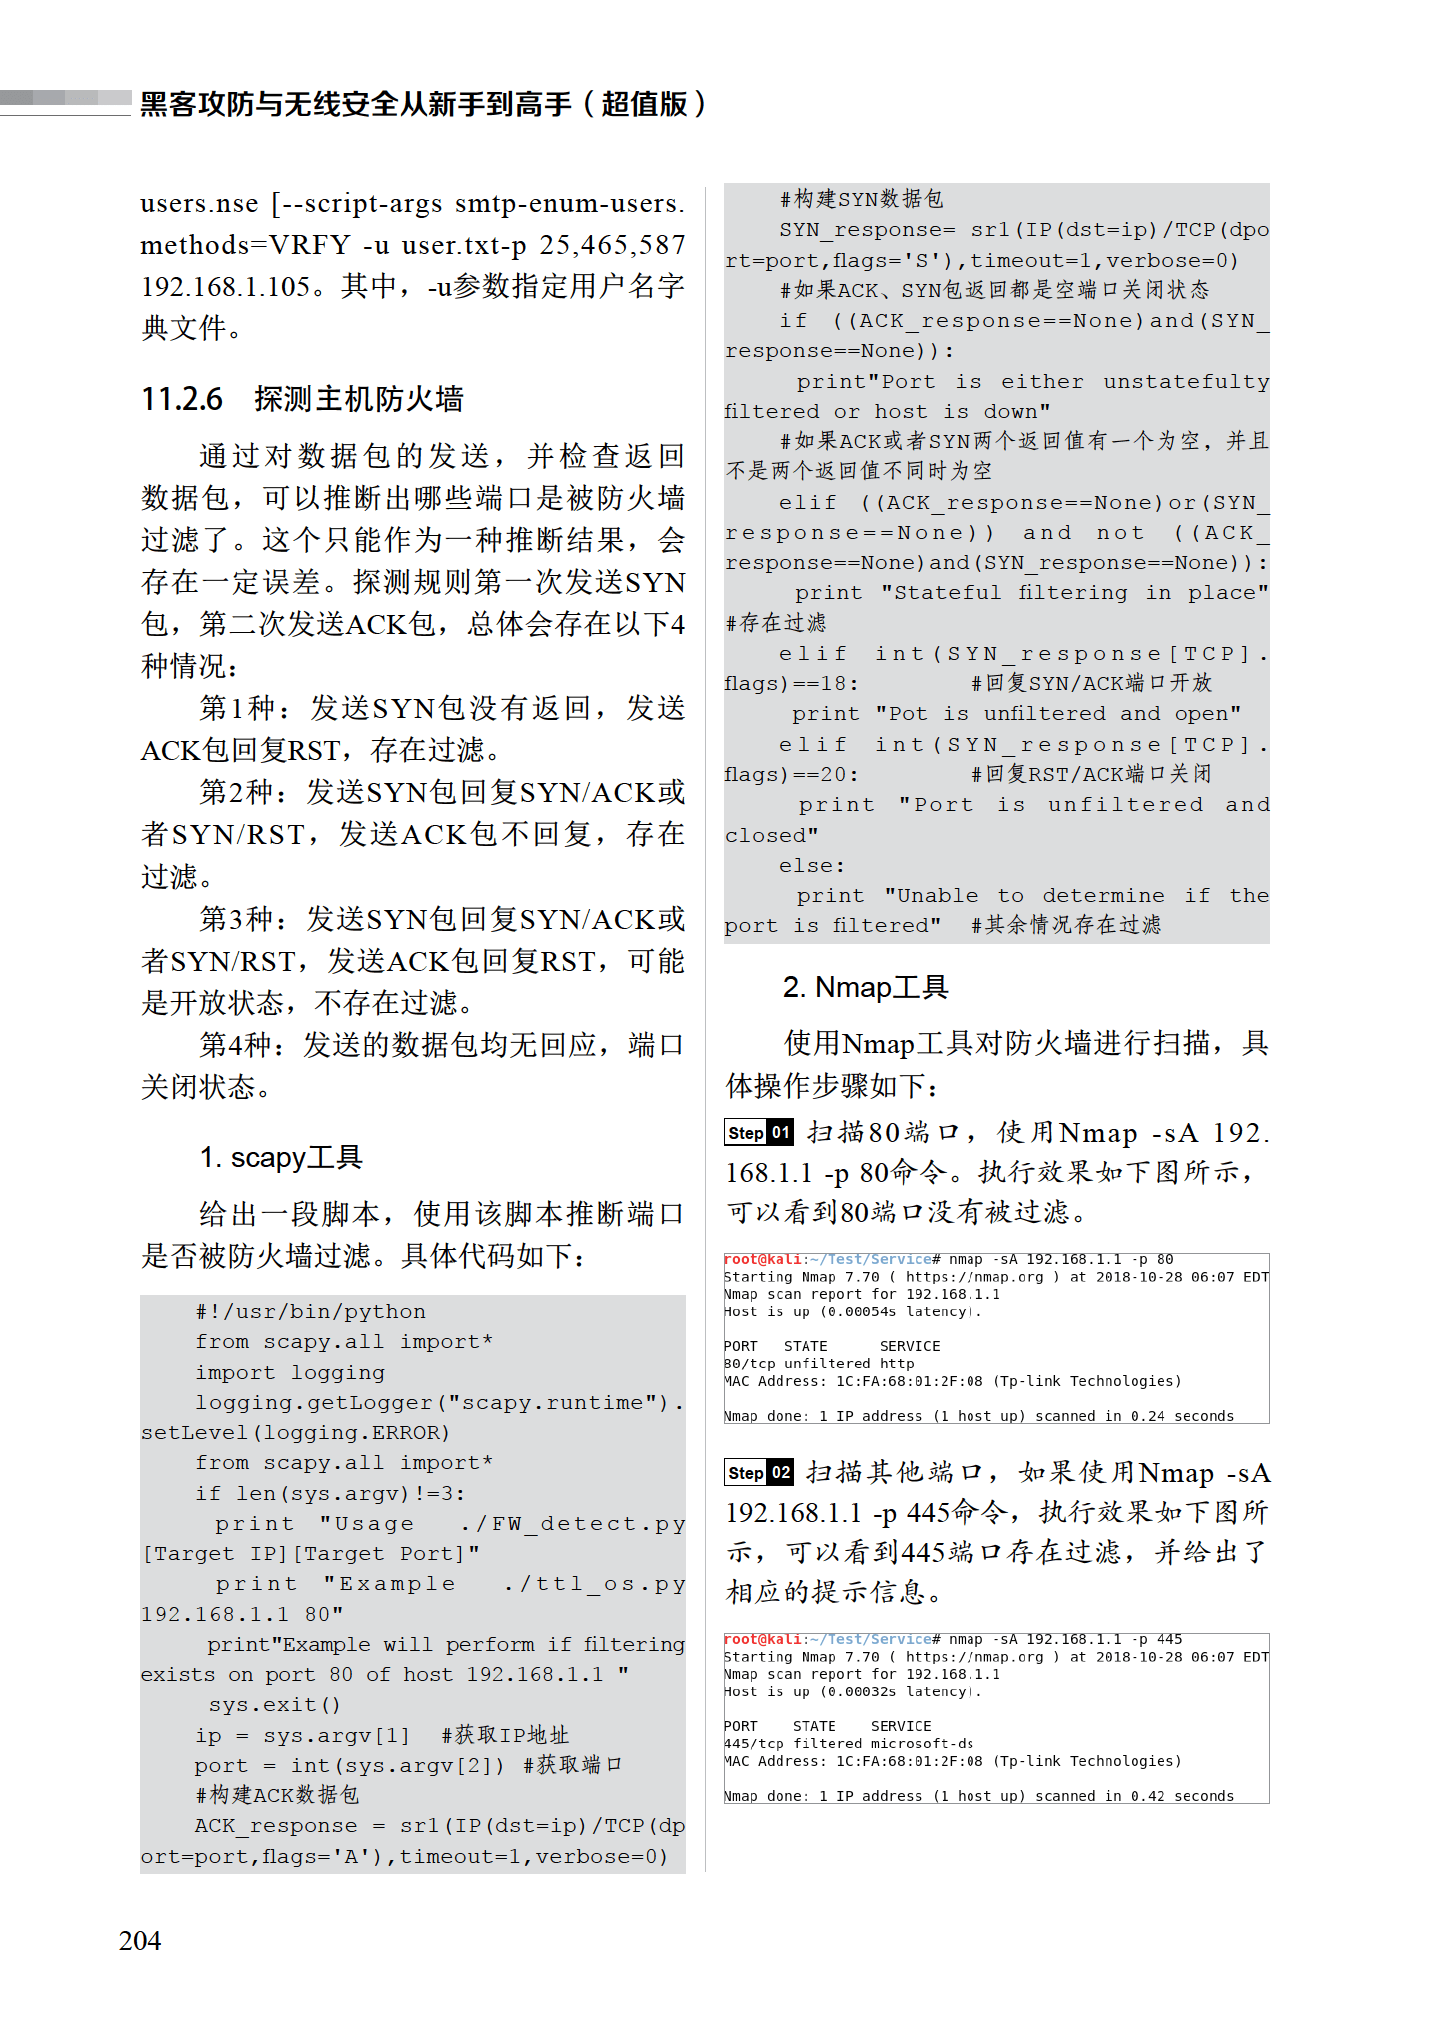 黑客攻防与无线安全从新手到高手（超值版）
users.nse [--script-args smtp-enum-users.
methods=VRFY -u user.txt-p 25,465,587
192.168.1.105。其中，-u参数指定用户名字
典文件。
11.2.6 探测主机防火墙
通过对数据包的发送，并检查返回
数据包，可以推断出哪些端口是被防火墙
过滤了。这个只能作为一种推断结果，会
存在一定误差。探测规则第一次发送SYN
包，第二次发送ACK包，总体会存在以下4
种情况：
第1种：发送SYN包没有返回，发送
ACK包回复RST，存在过滤。
第2种：发送SYN包回复SYN/ACK或
者SYN/RST，发送ACK包不回复，存在
过滤。
第3种：发送SYN包回复SYN/ACK或
者SYN/RST，发送ACK包回复RST，可能
是开放状态，不存在过滤。
第4种：发送的数据包均无回应，端口
关闭状态。
1. scapy工具
给出一段脚本，使用该脚本推断端口
是否被防火墙过滤。具体代码如下：
#!/usr/bin/python
from scapy.all import*
import logging
logging.getLogger("scapy.runtime").
setLevel(logging.ERROR)
from scapy.all import*
if len(sys.argv)!=3:
print "Usage ./FW_detect.py
[Target IP][Target Port]"
print "Example ./ttl_os.py
192.168.1.1 80"
print"Example will perform if filtering
exists on port 80 of host 192.168.1.1 "
sys.exit()
ip = sys.argv[1] #获取IP地址
port = int(sys.argv[2]) #获取端口
#构建ACK数据包
ACK_response = sr1(IP(dst=ip)/TCP(dp
ort=port,flags='A'),timeout=1,verbose=0)
#构建SYN数据包
SYN_response= sr1(IP(dst=ip)/TCP(dpo
rt=port,flags='S'),timeout=1,verbose=0)
#如果ACK、SYN包返回都是空端口关闭状态
if ((ACK_response==None)and(SYN_
response==None)):
print"Port is either unstatefulty
filtered or host is down"
#如果ACK或者SYN两个返回值有一个为空，并且
不是两个返回值不同时为空
elif ((ACK_response==None)or(SYN_
response==None)) and not ((ACK_
response==None)and(SYN_response==None)):
print "Stateful filtering in place"
#存在过滤
elif int(SYN_response[TCP].
flags)==18: #回复SYN/ACK端口开放
print "Pot is unfiltered and open"
elif int(SYN_response[TCP].
flags)==20: #回复RST/ACK端口关闭
print "Port is unfiltered and
closed"
else:
print "Unable to determine if the
port is filtered" #其余情况存在过滤
2. Nmap工具
使用Nmap工具对防火墙进行扫描，具
体操作步骤如下：
Step 01 扫描80端口，使用Nmap -sA 192.
168.1.1 -p 80命令。执行效果如下图所示，
可以看到80端口没有被过滤。
root@kali:~/Test/Service# nmap -sA 192.168.1.1 -p 80
Starting Nmap 7.70 ( https://nmap.org ) at 2018-10-28 06:07 EDT
Nmap scan report for 192.168.1.1
Host is up (0.00054s latency).
PORT STATE SERVICE
80/tcp unfiltered http
MAC Address: 1C:FA:68:01:2F:08 (Tp-link Technologies)
Nmap done: 1 IP address (1 host up) scanned in 0.24 seconds
Step 02 扫描其他端口，如果使用Nmap -sA
192.168.1.1 -p 445命令，执行效果如下图所
示，可以看到445端口存在过滤，并给出了
相应的提示信息。
root@kali:~/Test/Service# nmap -sA 192.168.1.1 -p 445
Starting Nmap 7.70 ( https://nmap.org ) at 2018-10-28 06:07 EDT
Nmap scan report for 192.168.1.1
Host is up (0.00032s latency).
PORT STATE SERVICE
445/tcp filtered microsoft-ds
MAC Address: 1C:FA:68:01:2F:08 (Tp-link Technologies)
Nmap done: 1 IP address (1 host up) scanned in 0.42 seconds
204